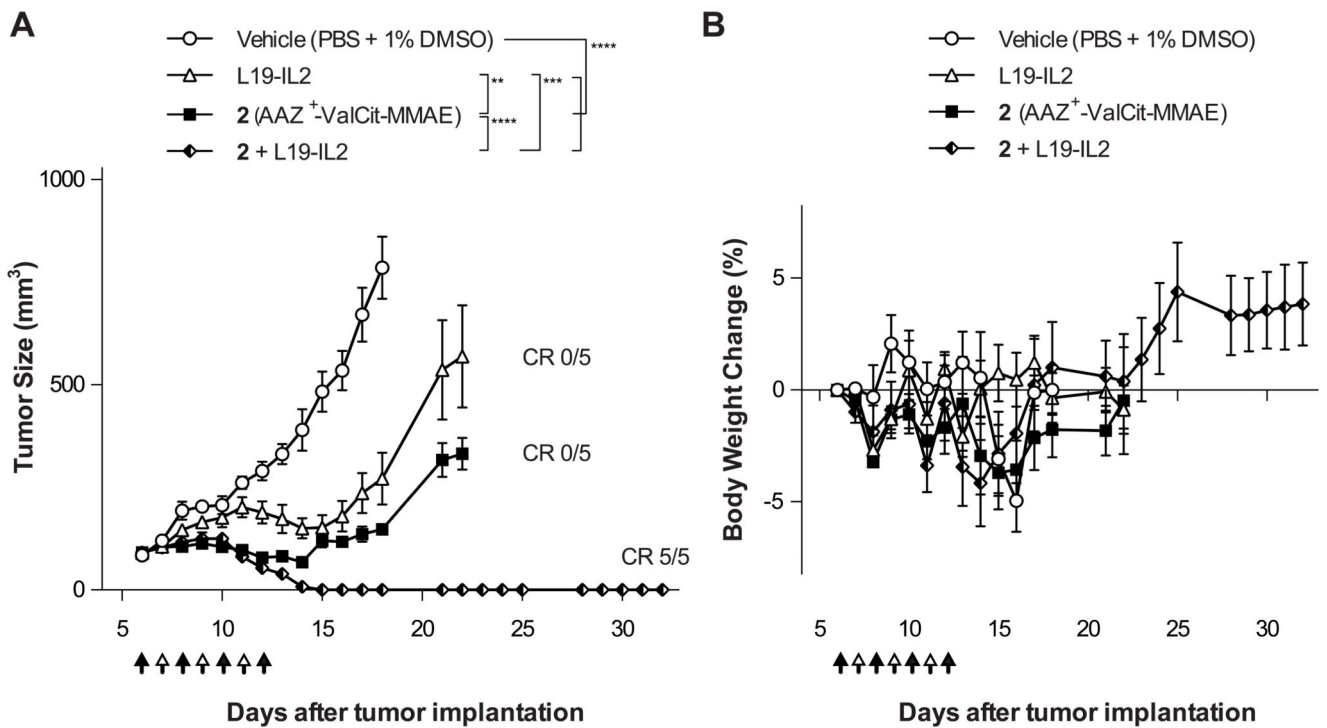 A
Vehicle (PBS + 1% DMSO)
L19-IL2
2 (AAZ⁺-ValCit-MMAE)
2 + L19-IL2
**
****
***
****
1000
500
0
Tumor Size (mm³)
CR 0/5
CR 0/5
CR 5/5
5 10 15 20 25 30
Days after tumor implantation
B
Vehicle (PBS + 1% DMSO)
L19-IL2
2 (AAZ⁺-ValCit-MMAE)
2 + L19-IL2
5
0
-5
Body Weight Change (%)
5 10 15 20 25 30
Days after tumor implantation